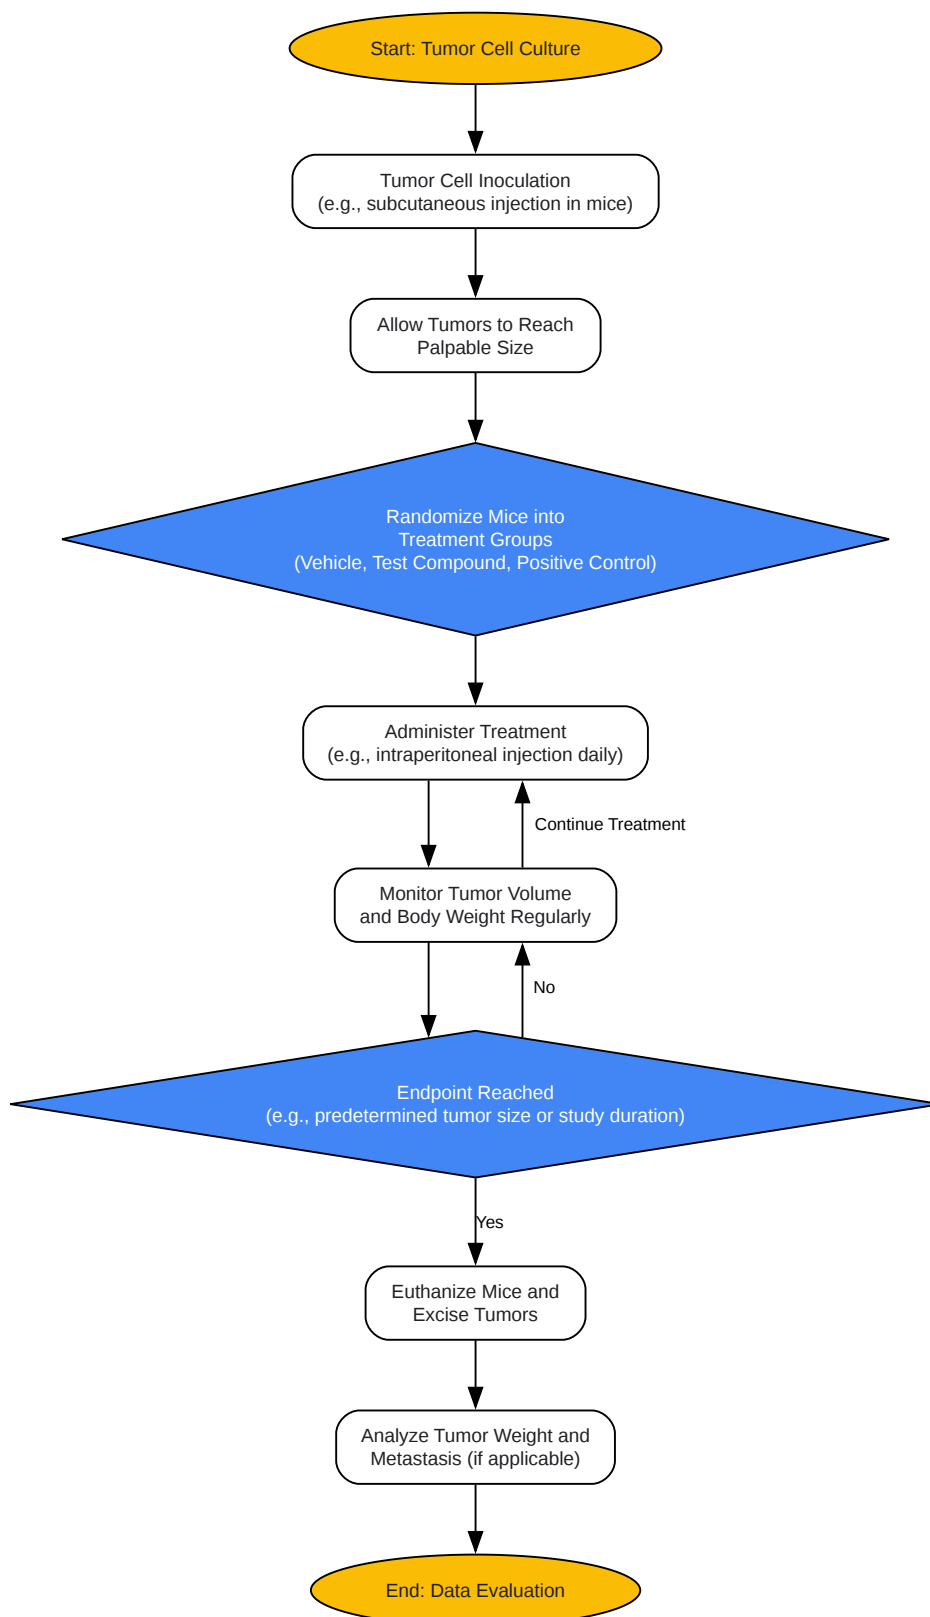 Start: Tumor Cell Culture
Tumor Cell Inoculation
(e.g., subcutaneous injection in mice)
Allow Tumors to Reach
Palpable Size
Randomize Mice into
Treatment Groups
(Vehicle, Test Compound, Positive Control)
Administer Treatment
(e.g., intraperitoneal injection daily)
Continue Treatment
Monitor Tumor Volume
and Body Weight Regularly
No
Endpoint Reached
(e.g., predetermined tumor size or study duration)
Yes
Euthanize Mice and
Excise Tumors
Analyze Tumor Weight and
Metastasis (if applicable)
End: Data Evaluation